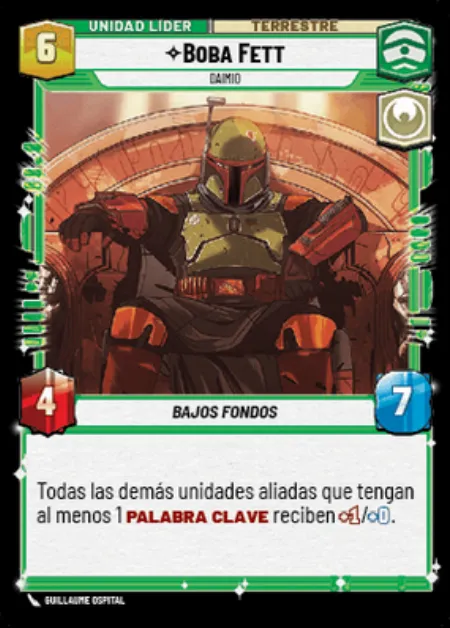 6
UNIDAD LÍDER
TERRESTRE
BOBA FETT
DAIMIO
4
BAJOS FONDOS
7
Todas las demás unidades aliadas que tengan
al menos 1 PALABRA CLAVE reciben +1/+0.
GUILLAUME OSPITAL